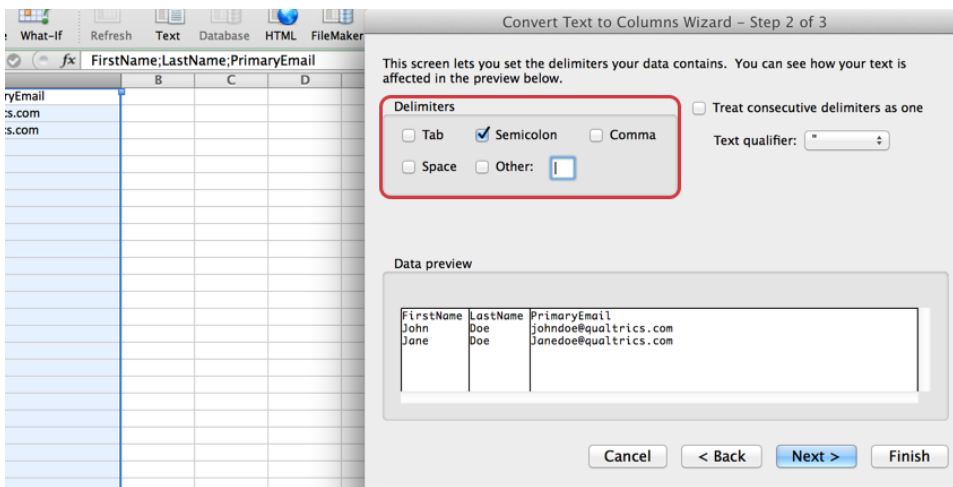 What-If Refresh Text Database HTML FileMaker
fx FirstName;LastName;PrimaryEmail
B C D
ryEmail
cs.com
s.com
Convert Text to Columns Wizard – Step 2 of 3
This screen lets you set the delimiters your data contains. You can see how your text is
affected in the preview below.
Delimiters
Tab Semicolon Comma
Space Other:
Treat consecutive delimiters as one
Text qualifier: "
Data preview
FirstName LastName PrimaryEmail
John Doe johndoe@qualtrics.com
Jane Doe Janedoe@qualtrics.com
Cancel < Back Next > Finish